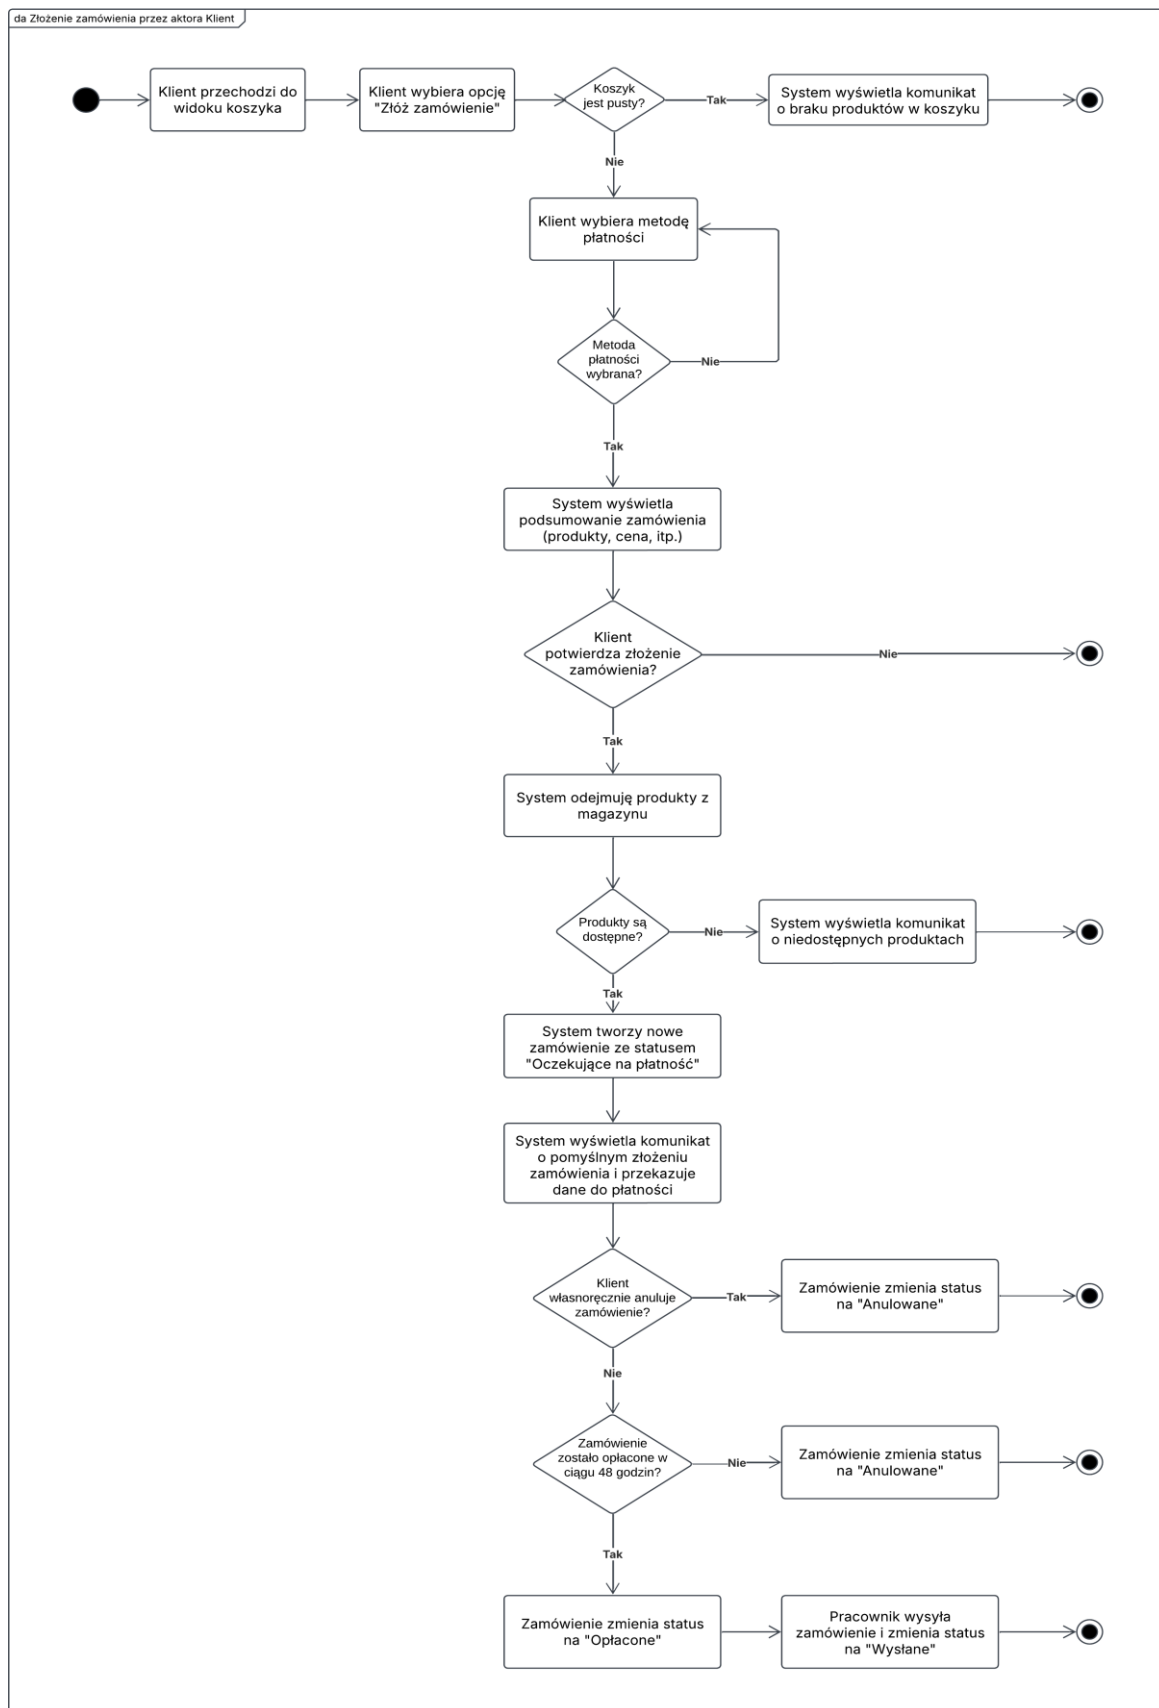 da Złożenie zamówienia przez aktora Klient
Klient przechodzi do
widoku koszyka
Klient wybiera opcję
"Złóż zamówienie"
Koszyk
jest pusty?
Tak
System wyświetla komunikat
o braku produktów w koszyku
Nie
Klient wybiera metodę
płatności
Metoda
płatności
wybrana?
Nie
Tak
System wyświetla
podsumowanie zamówienia
(produkty, cena, itp.)
Klient
potwierdza złożenie
zamówienia?
Nie
Tak
System odejmuję produkty z
magazynu
Produkty są
dostępne?
Nie
System wyświetla komunikat
o niedostępnych produktach
Tak
System tworzy nowe
zamówienie ze statusem
"Oczekujące na płatność"
System wyświetla komunikat
o pomyślnym złożeniu
zamówienia i przekazuje
dane do płatności
Klient
własnoręcznie anuluje
zamówienie?
Tak
Zamówienie zmienia status
na "Anulowane"
Nie
Zamówienie
zostało opłacone w
ciągu 48 godzin?
Nie
Zamówienie zmienia status
na "Anulowane"
Tak
Zamówienie zmienia status
na "Opłacone"
Pracownik wysyła
zamówienie i zmienia status
na "Wysłane"